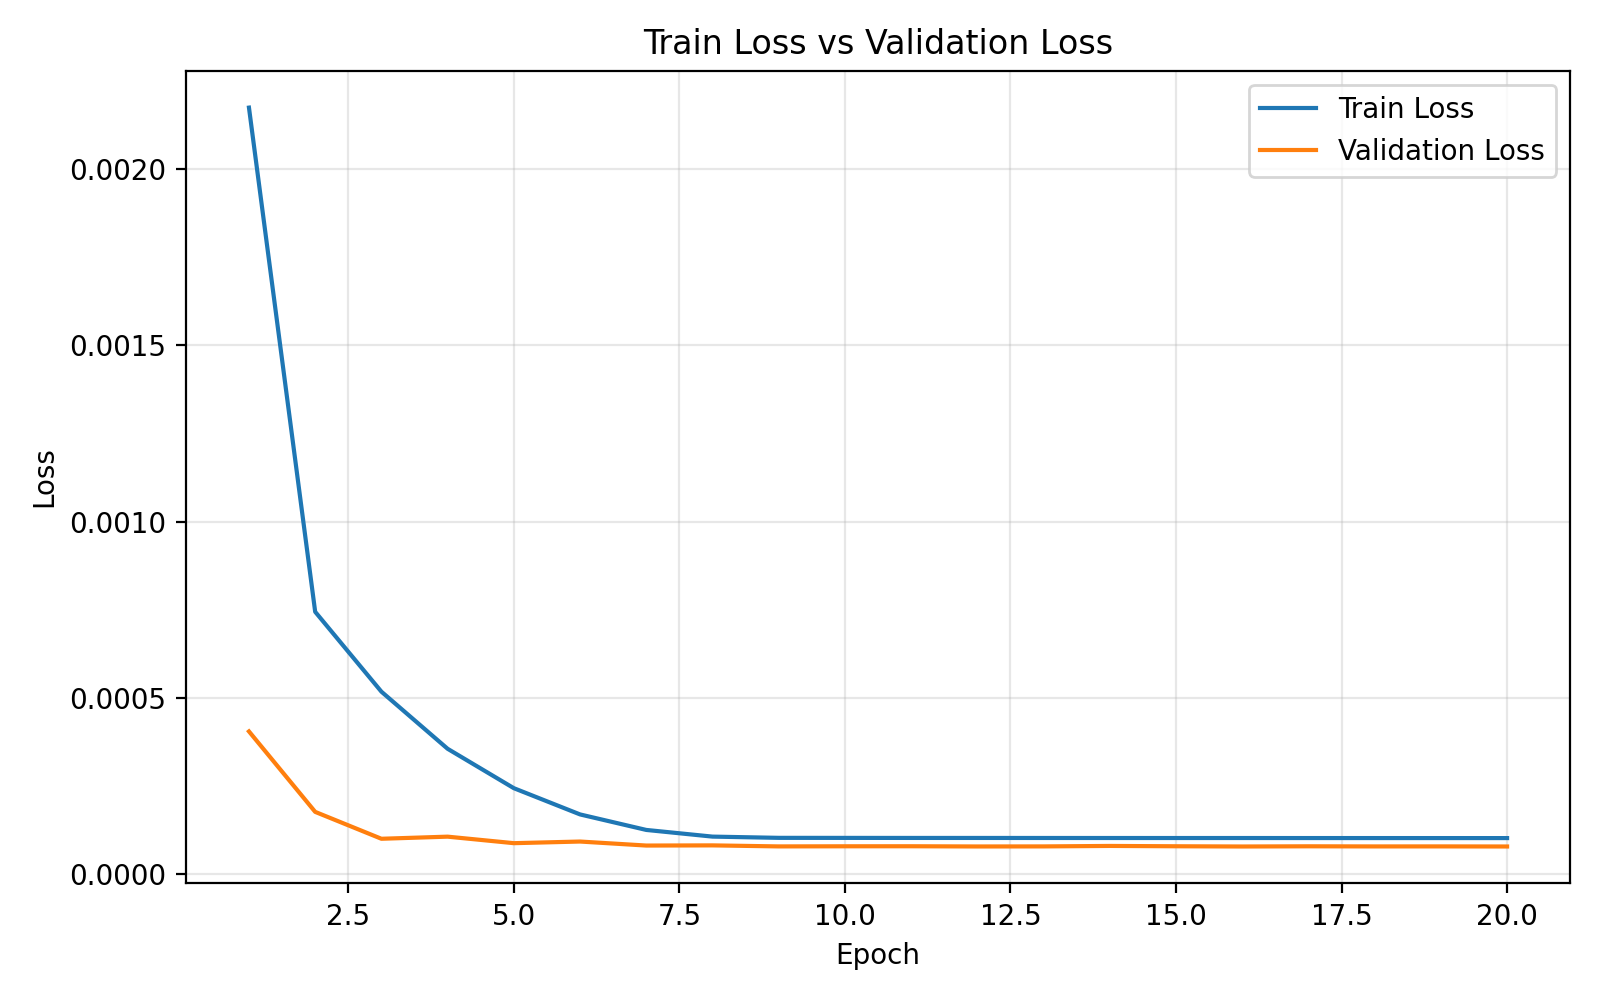 Train Loss vs Validation Loss
Train Loss
Validation Loss
0.0020
0.0015
0.0010
0.0005
0.0000
Loss
2.5 5.0 7.5 10.0 12.5 15.0 17.5 20.0
Epoch